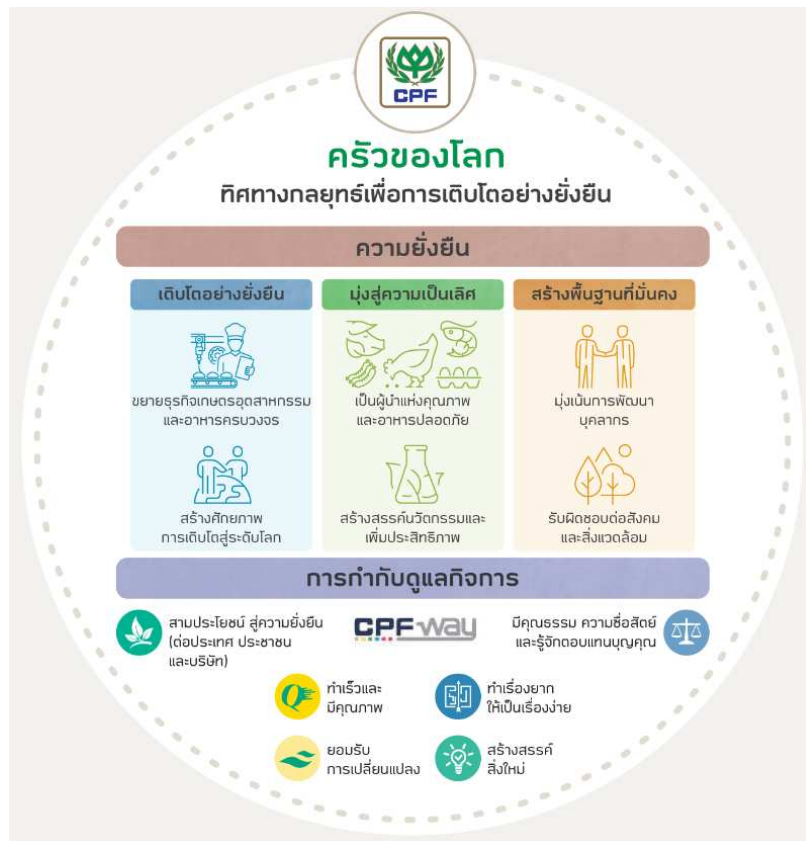 CPF
ครัวของโลก
ทิศทางกลยุทธ์เพื่อการเติบโตอย่างยั่งยืน
ความยั่งยืน
เติบโตอย่างยั่งยืน
ขยายธุรกิจเกษตรอุตสาหกรรม
และอาหารครบวงจร
สร้างศักยภาพ
การเติบโตสู่ระดับโลก
มุ่งสู่ความเป็นเลิศ
เป็นผู้นำแห่งคุณภาพ
และอาหารปลอดภัย
สร้างสรรค์นวัตกรรมและ
เพิ่มประสิทธิภาพ
สร้างพื้นฐานที่มั่นคง
มุ่งเน้นการพัฒนา
บุคลากร
รับผิดชอบต่อสังคม
และสิ่งแวดล้อม
การกำกับดูแลกิจการ
สามประโยชน์ สู่ความยั่งยืน
(ต่อประเทศ ประชาชน
และบริษัท)
CPF Way
มีคุณธรรม ความซื่อสัตย์
และรู้จักตอบแทนบุญคุณ
ทำเร็วและ
มีคุณภาพ
ทำเรื่องยาก
ให้เป็นเรื่องง่าย
ยอมรับ
การเปลี่ยนแปลง
สร้างสรรค์
สิ่งใหม่